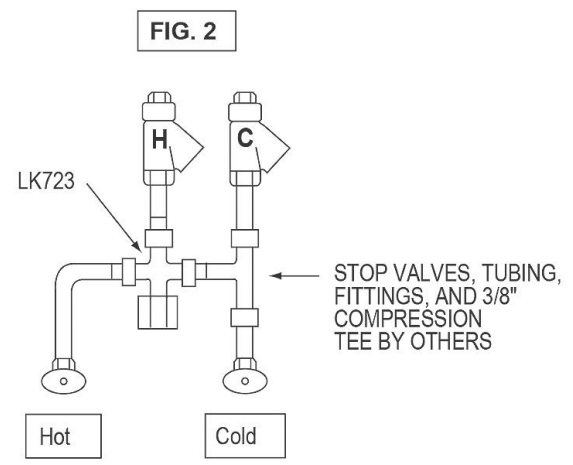 FIG. 2
H
C
LK723
STOP VALVES, TUBING,
FITTINGS, AND 3/8"
COMPRESSION
TEE BY OTHERS
Hot
Cold